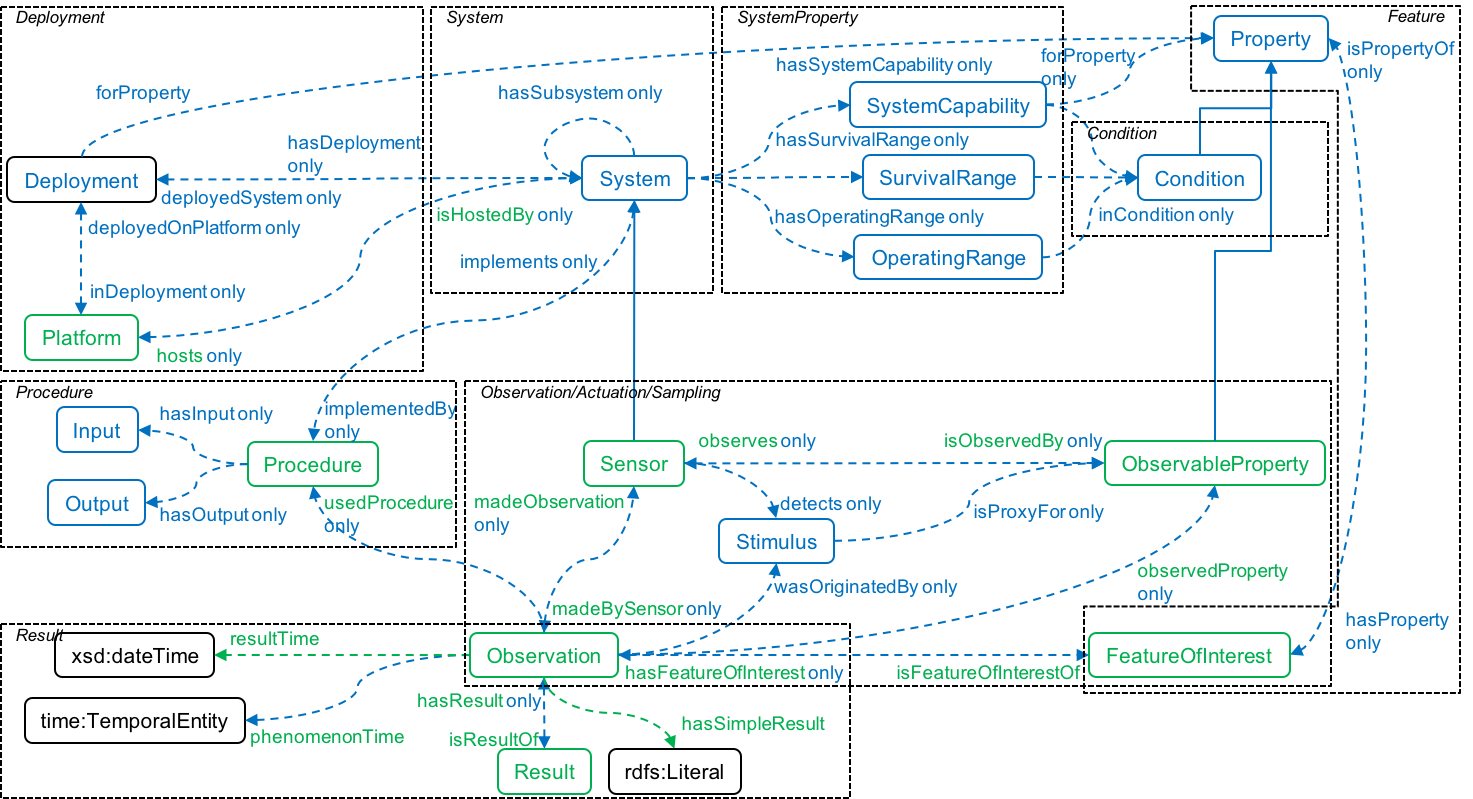 Deployment
System
SystemProperty
Feature
Property
isPropertyOf
only
forProperty
only
hasSystemCapability only
forProperty
hasSubsystem only
SystemCapability
hasDeployment
only
hasSurvivalRange only
Condition
Deployment
System
SurvivalRange
Condition
deployedSystem only
isHostedBy only
hasOperatingRange only
inCondition only
deployedOnPlatform only
implements only
OperatingRange
inDeployment only
Platform
hosts only
Procedure
Observation/Actuation/Sampling
Input
hasInput only
implementedBy
only
observes only
isObservedBy only
Procedure
Sensor
ObservableProperty
Output
hasOutput only
usedProcedure
only
madeObservation
only
detects only
isProxyFor only
Stimulus
wasOriginatedBy only
observedProperty
only
madeBySensor only
hasProperty
only
Result
resultTime
xsd:dateTime
Observation
FeatureOfInterest
hasFeatureOfInterest only
isFeatureOfInterestOf
hasResult only
time:TemporalEntity
phenomenonTime
hasSimpleResult
isResultOf
Result
rdfs:Literal